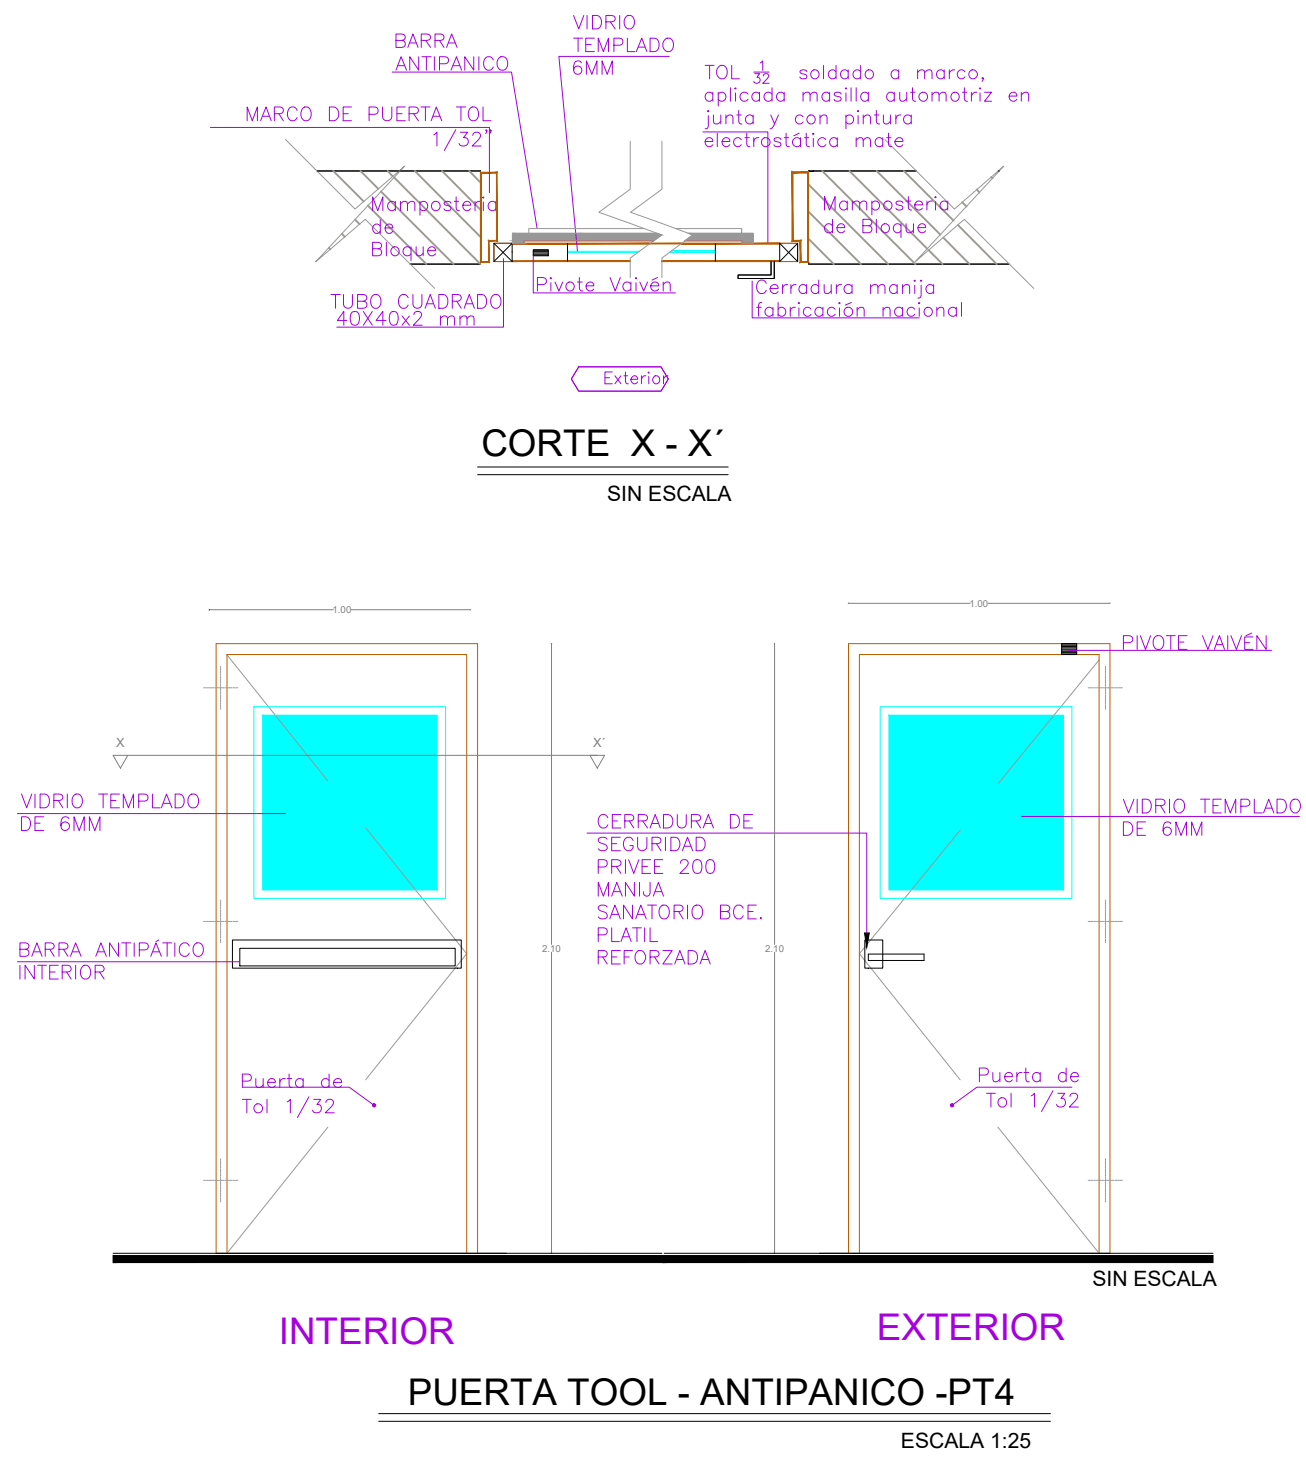 VIDRIO
TEMPLADO
6MM
BARRA
ANTIPANICO
TOL 1/32 soldado a marco,
aplicada masilla automotriz en
junta y con pintura
electrostática mate
MARCO DE PUERTA TOL
1/32"
Mamposteria
de
Bloque
Mamposteria
de Bloque
Pivote Vaivén
Cerradura manija
fabricación nacional
TUBO CUADRADO
40X40x2 mm
Exterior
CORTE X - X´
SIN ESCALA
1.00
1.00
PIVOTE VAIVÉN
X
X´
VIDRIO TEMPLADO
DE 6MM
CERRADURA DE
SEGURIDAD
PRIVEE 200
MANIJA
SANATORIO BCE.
PLATIL
REFORZADA
VIDRIO TEMPLADO
DE 6MM
BARRA ANTIPÁTICO
INTERIOR
2.10
2.10
Puerta de
Tol 1/32
Puerta de
Tol 1/32
SIN ESCALA
INTERIOR
EXTERIOR
PUERTA TOOL - ANTIPANICO -PT4
ESCALA 1:25